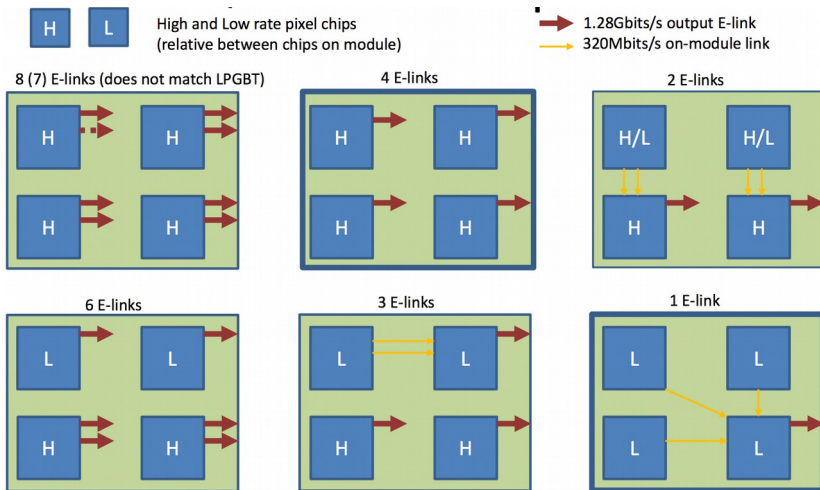 H
L
High and Low rate pixel chips
(relative between chips on module)
1.28Gbits/s output E-link
320Mbits/s on-module link
8 (7) E-links (does not match LPGBT)
H
H
H
H
4 E-links
H
H
H
H
2 E-links
H/L
H/L
H
H
6 E-links
L
L
H
H
3 E-links
L
L
H
H
1 E-link
L
L
L
L